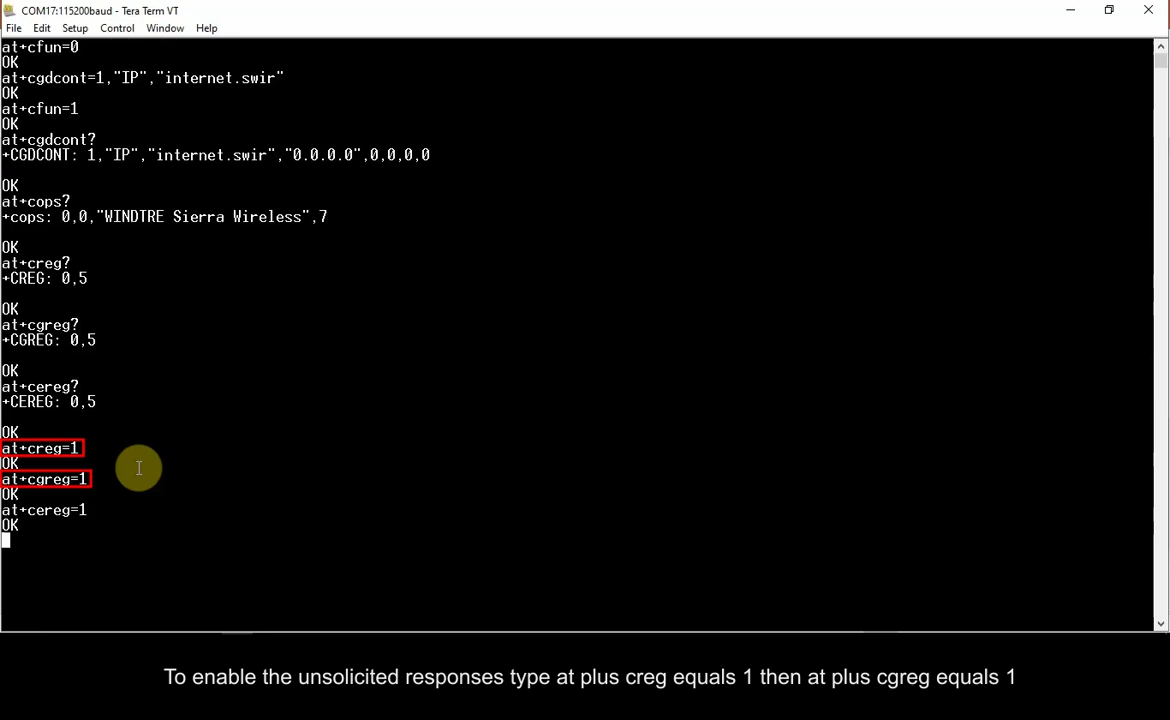 COM17:115200baud - Tera Term VT
File Edit Setup Control Window Help
at+cfun=0
OK
at+cgdcont=1,"IP","internet.swir"
OK
at+cfun=1
OK
at+cgdcont?
+CGDCONT: 1,"IP","internet.swir","0.0.0.0",0,0,0,0
OK
at+cops?
+cops: 0,0,"WINDTRE Sierra Wireless",7
OK
at+creg?
+CREG: 0,5
OK
at+cgreg?
+CGREG: 0,5
OK
at+cereg?
+CEREG: 0,5
OK
at+creg=1
OK
at+cgreg=1
OK
at+cereg=1
OK
To enable the unsolicited responses type at plus creg equals 1 then at plus cgreg equals 1